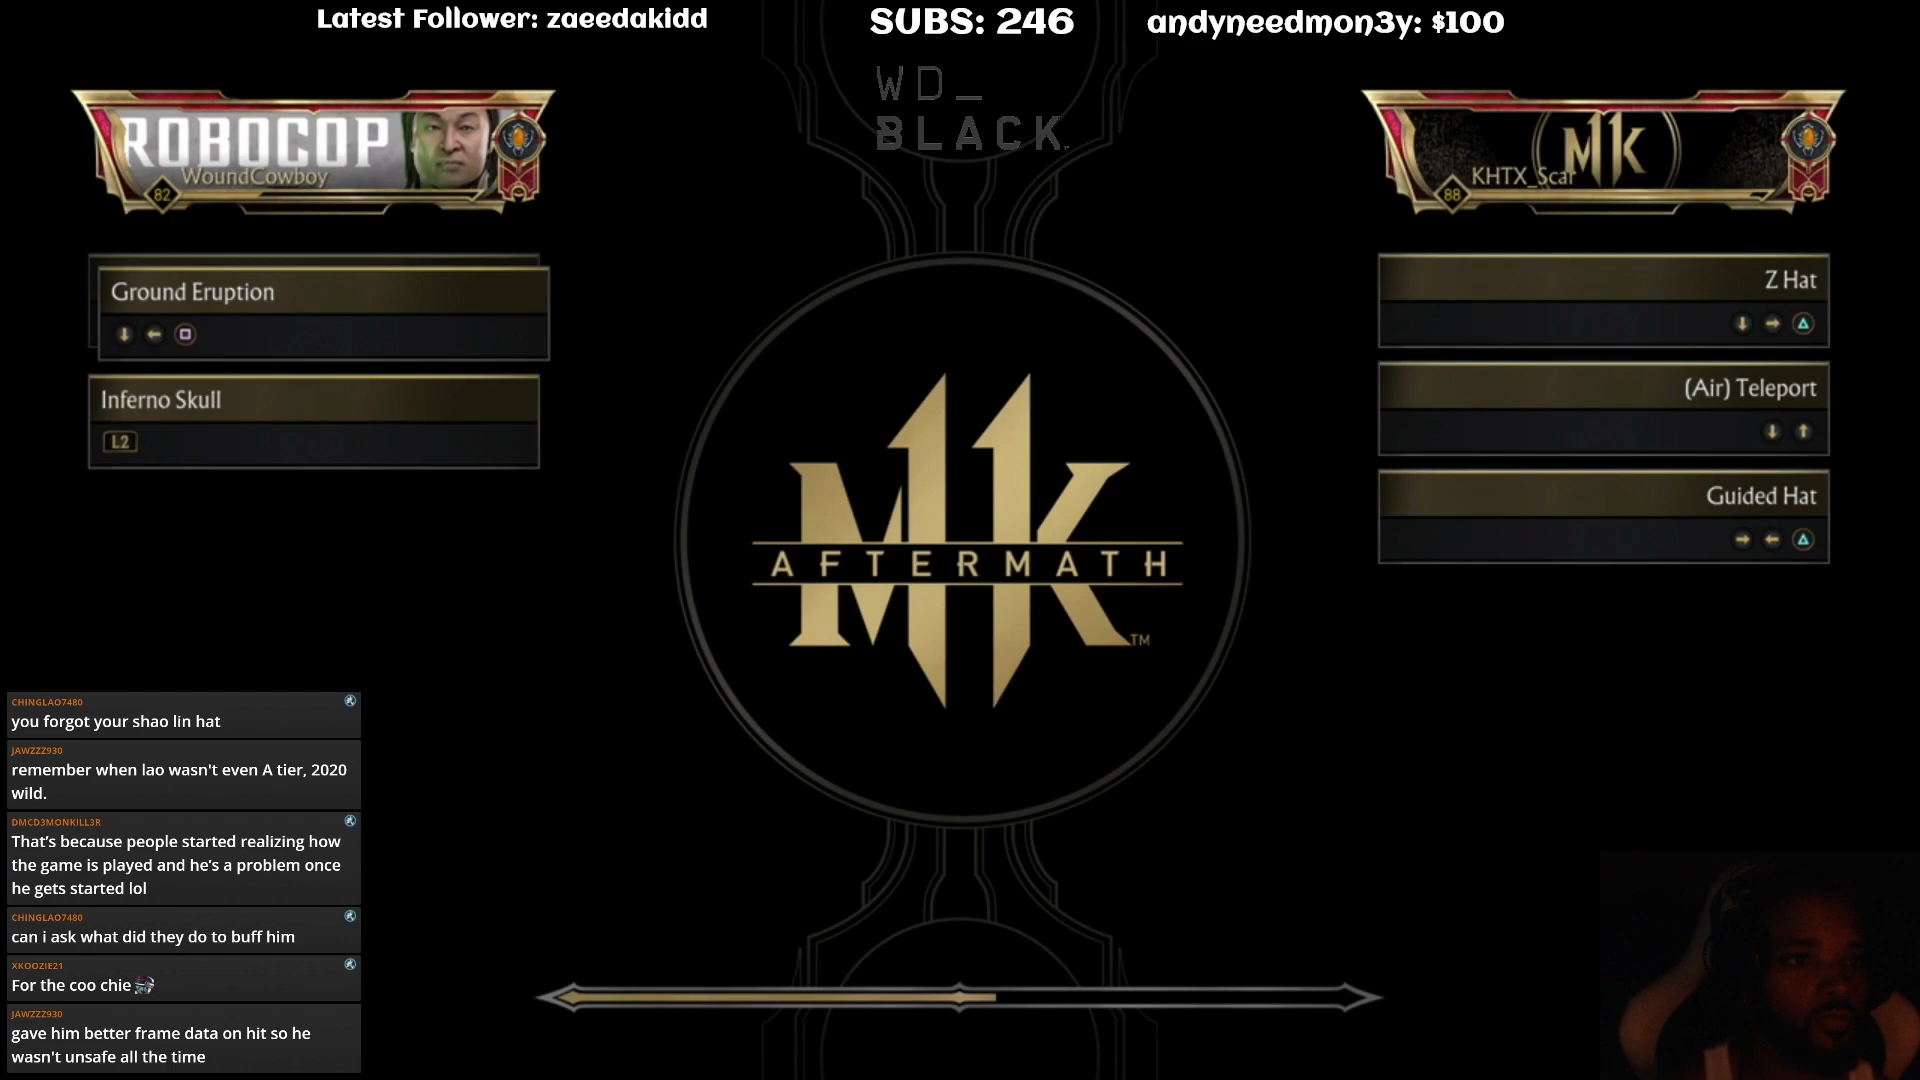 Latest Follower: zaeedakidd
SUBS: 246
andyneedmon3y: $100
WD_
BLACK
ROBOCOP
WoundCowboy
82
MK
KHTX_Scar
88
Ground Eruption
Inferno Skull
L2
Z Hat
(Air) Teleport
Guided Hat
MK
AFTERMATH
TM
CHINGLAO7480
you forgot your shao lin hat
JAWZZZ930
remember when lao wasn't even A tier, 2020
wild.
DMCD3MONKILL3R
That's because people started realizing how
the game is played and he's a problem once
he gets started lol
CHINGLAO7480
can i ask what did they do to buff him
XKOOZIE21
For the coo chie
JAWZZZ930
gave him better frame data on hit so he
wasn't unsafe all the time